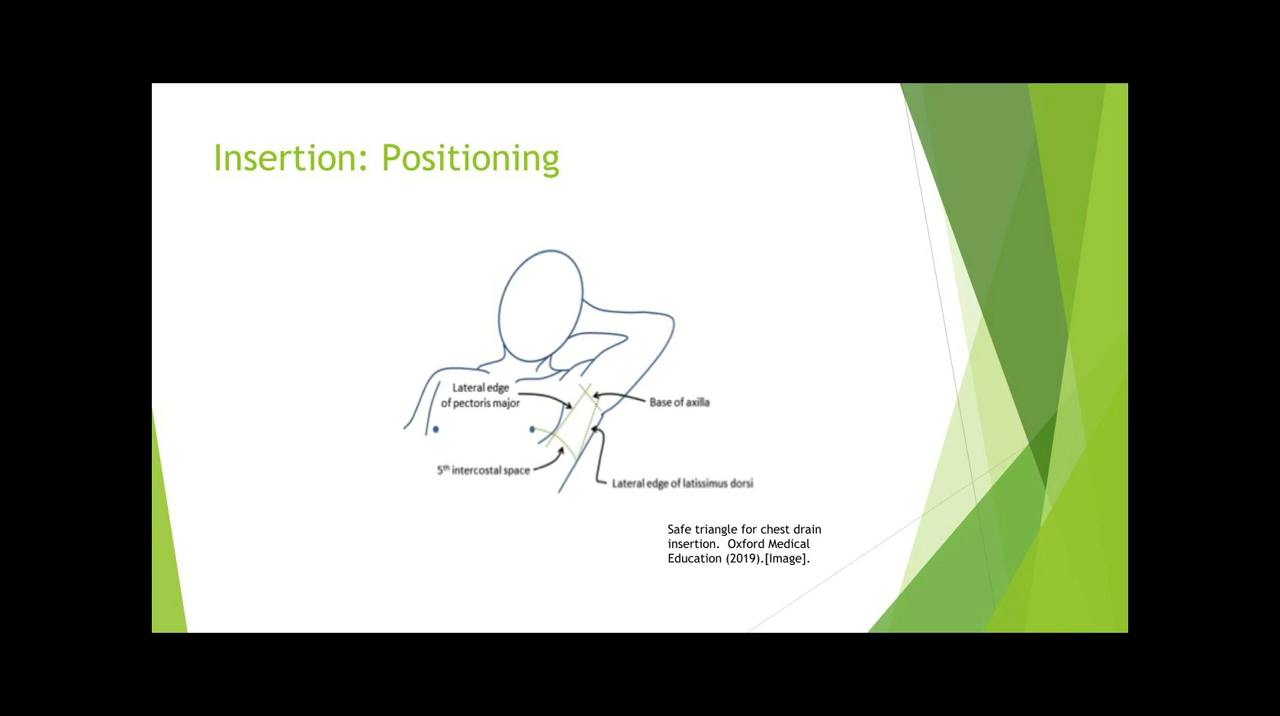 Insertion: Positioning
Lateral edge
of pectoris major
Base of axilla
5th intercostal space
Lateral edge of latissimus dorsi
Safe triangle for chest drain
insertion.  Oxford Medical
Education (2019).[Image].